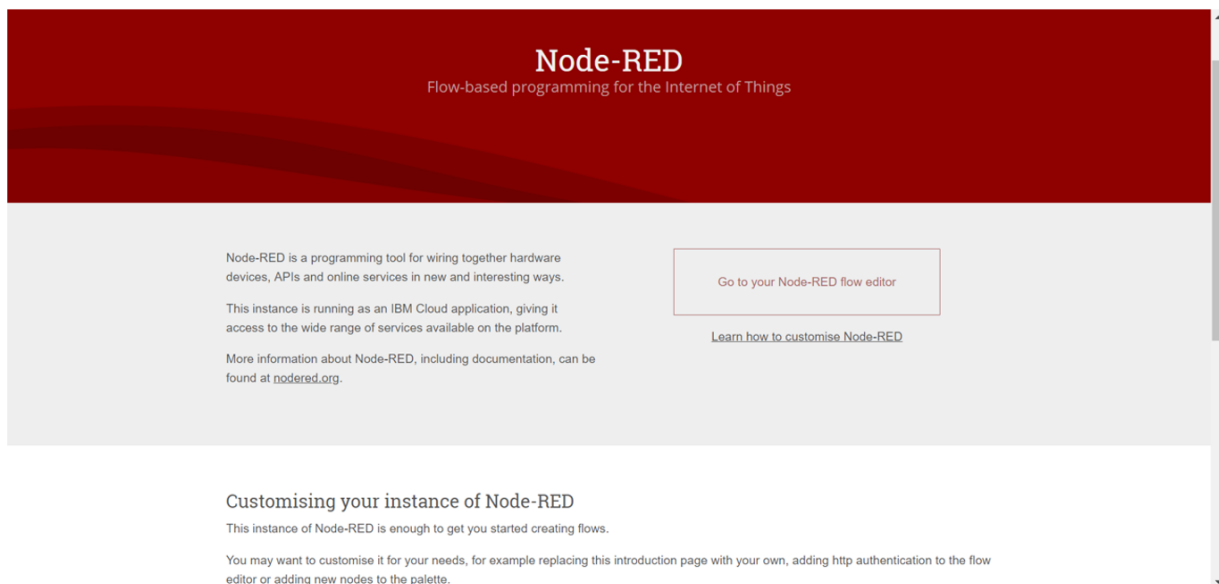 Node-RED
Flow-based programming for the Internet of Things
Node-RED is a programming tool for wiring together hardware
devices, APIs and online services in new and interesting ways.
This instance is running as an IBM Cloud application, giving it
access to the wide range of services available on the platform.
More information about Node-RED, including documentation, can be
found at nodered.org.
Go to your Node-RED flow editor
Learn how to customise Node-RED
Customising your instance of Node-RED
This instance of Node-RED is enough to get you started creating flows.
You may want to customise it for your needs, for example replacing this introduction page with your own, adding http authentication to the flow
editor or adding new nodes to the palette.